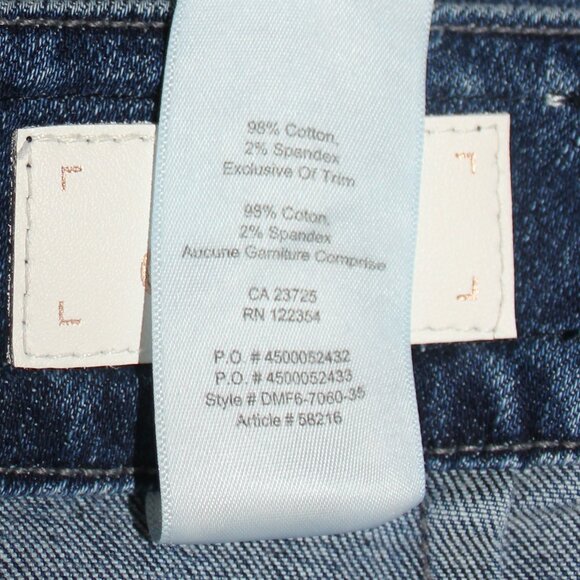 98% Cotton,
2% Spandex
Exclusive Of Trim
98% Coton,
2% Spandex
Aucune Garniture Comprise
CA 23725
RN 122354
P.O. # 4500052432
P.O. # 4500052433
Style # DMF6-7060-35
Article # 58216